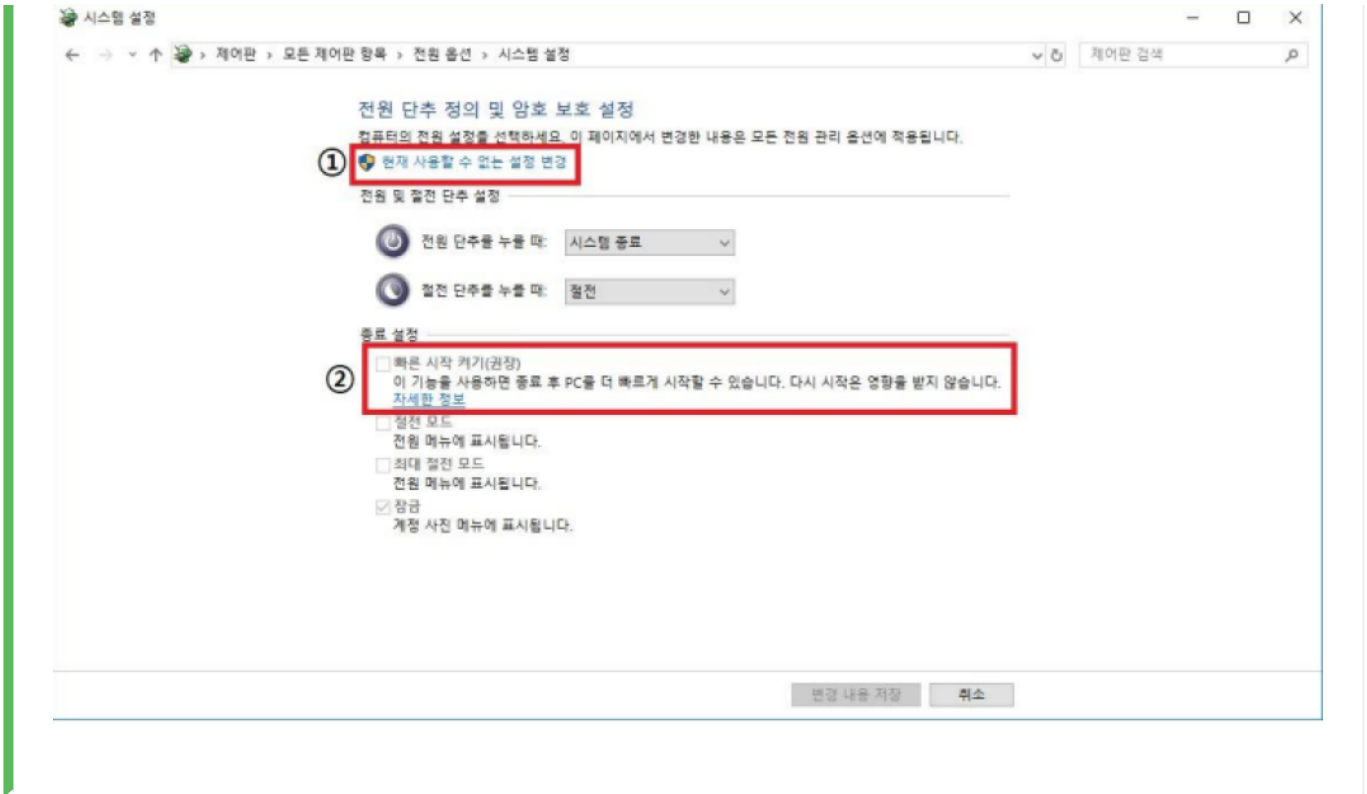 시스템 설정
제어판 › 모든 제어판 항목 › 전원 옵션 › 시스템 설정
제어판 검색
전원 단추 정의 및 암호 보호 설정
컴퓨터의 전원 설정을 선택하세요. 이 페이지에서 변경한 내용은 모든 전원 관리 옵션에 적용됩니다.
① 현재 사용할 수 없는 설정 변경
전원 및 절전 단추 설정
전원 단추를 누를 때: 시스템 종료
절전 단추를 누를 때: 절전
종료 설정
빠른 시작 켜기(권장)
② 이 기능을 사용하면 종료 후 PC를 더 빠르게 시작할 수 있습니다. 다시 시작은 영향을 받지 않습니다.
자세한 정보
절전 모드
전원 메뉴에 표시됩니다.
최대 절전 모드
전원 메뉴에 표시됩니다.
잠금
계정 사진 메뉴에 표시됩니다.
변경 내용 저장 취소